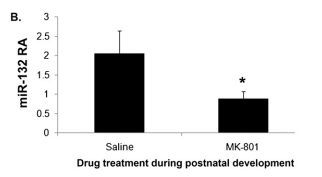 B.
miR-132 RA
3
2.5
2
1.5
1
0.5
0
*
Saline MK-801
Drug treatment during postnatal development